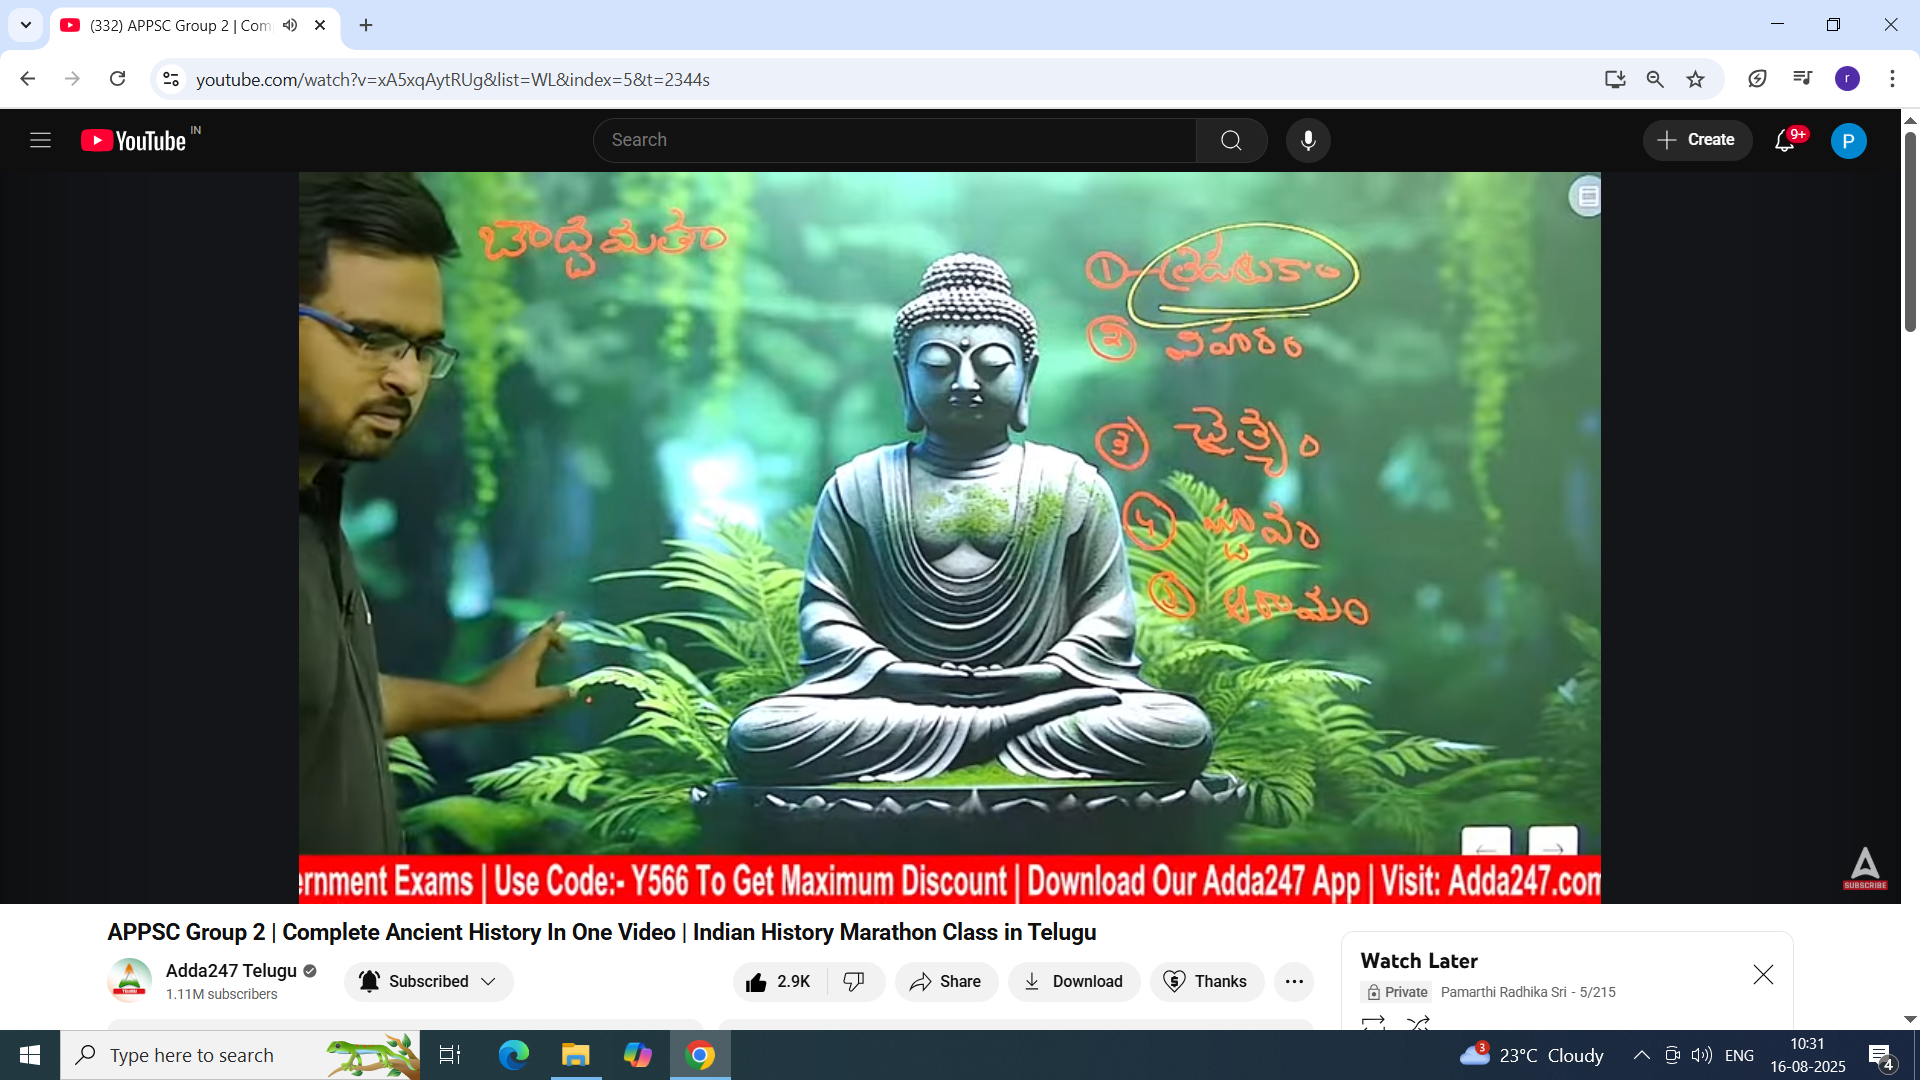 (332) APPSC Group 2 | Com
youtube.com/watch?v=xA5xqAytRUg&list=WL&index=5&t=2344s
r
YouTube IN
Search
Create
9+
P
బౌద్ధమతం
① త్రిపిటకాలు
② విహారం
③ చైత్యం
④ స్థూపం
⑤ ఆరామం
ernment Exams | Use Code:- Y566 To Get Maximum Discount | Download Our Adda247 App | Visit: Adda247.com
SUBSCRIBE
APPSC Group 2 | Complete Ancient History In One Video | Indian History Marathon Class in Telugu
Adda247 Telugu
1.11M subscribers
Subscribed
2.9K
Share
Download
Thanks
Watch Later
Private Pamarthi Radhika Sri - 5/215
Type here to search
3
23°C Cloudy
ENG
10:31
16-08-2025
4